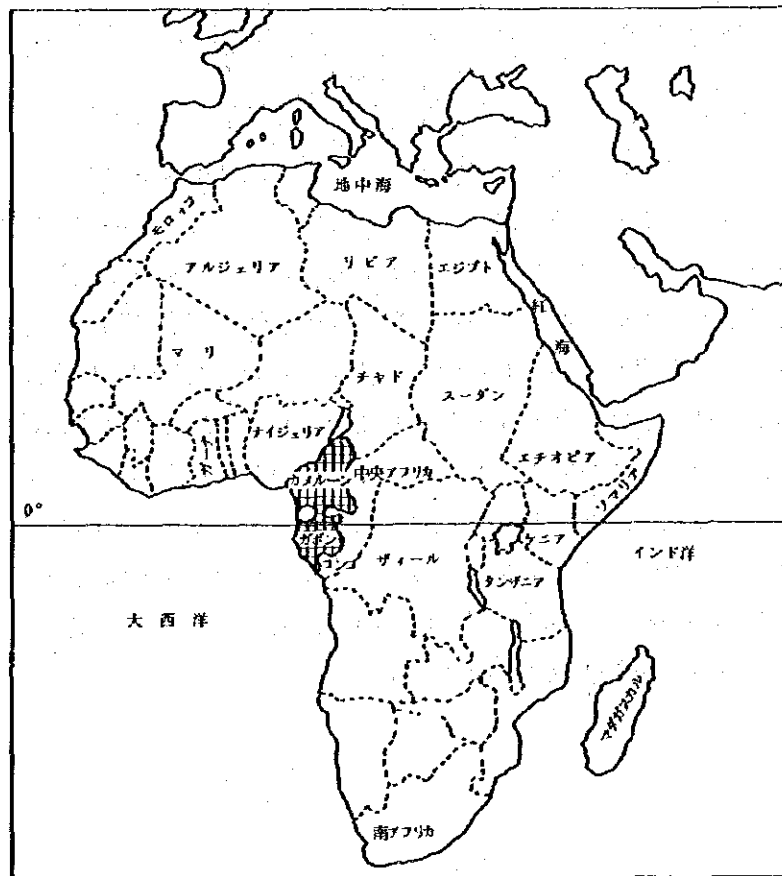 地中海
モロッコ
アルジェリア
リビア
エジプト
紅海
マリ
チャド
スーダン
ナイジェリア
ガーナ
カメルーン
中央アフリカ
エチオピア
ソマリア
0°
ガボン
コンゴ
ザィール
ケニア
インド洋
タンザニア
大西洋
マダガスカル
南アフリカ